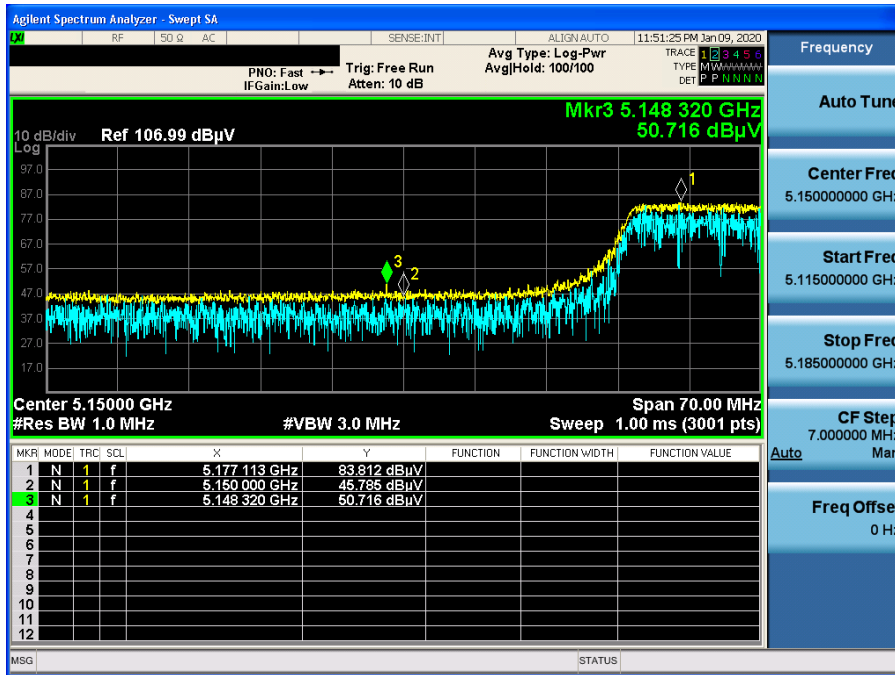 Agilent Spectrum Analyzer - Swept SA
LXI RF 50 Ω AC SENSE:INT ALIGN AUTO 11:51:25 PM Jan 09, 2020
PNO: Fast
IFGain:Low
Trig: Free Run
Atten: 10 dB
Avg Type: Log-Pwr
Avg|Hold: 100/100
TRACE 1 2 3 4 5 6
TYPE M W
DET P P N N N N
Mkr3 5.148 320 GHz
50.716 dBµV
10 dB/div Ref 106.99 dBµV
Log
97.0
87.0
77.0
67.0
57.0
47.0
37.0
27.0
17.0
1
3
2
Center 5.15000 GHz Span 70.00 MHz
#Res BW 1.0 MHz #VBW 3.0 MHz Sweep 1.00 ms (3001 pts)
MKR MODE TRC SCL X Y FUNCTION FUNCTION WIDTH FUNCTION VALUE
1 N 1 f 5.177 113 GHz 83.812 dBµV
2 N 1 f 5.150 000 GHz 45.785 dBµV
3 N 1 f 5.148 320 GHz 50.716 dBµV
4
5
6
7
8
9
10
11
12
MSG STATUS
Frequency
Auto Tune
Center Freq
5.150000000 GHz
Start Freq
5.115000000 GHz
Stop Freq
5.185000000 GHz
CF Step
7.000000 MHz
Auto Man
Freq Offset
0 Hz